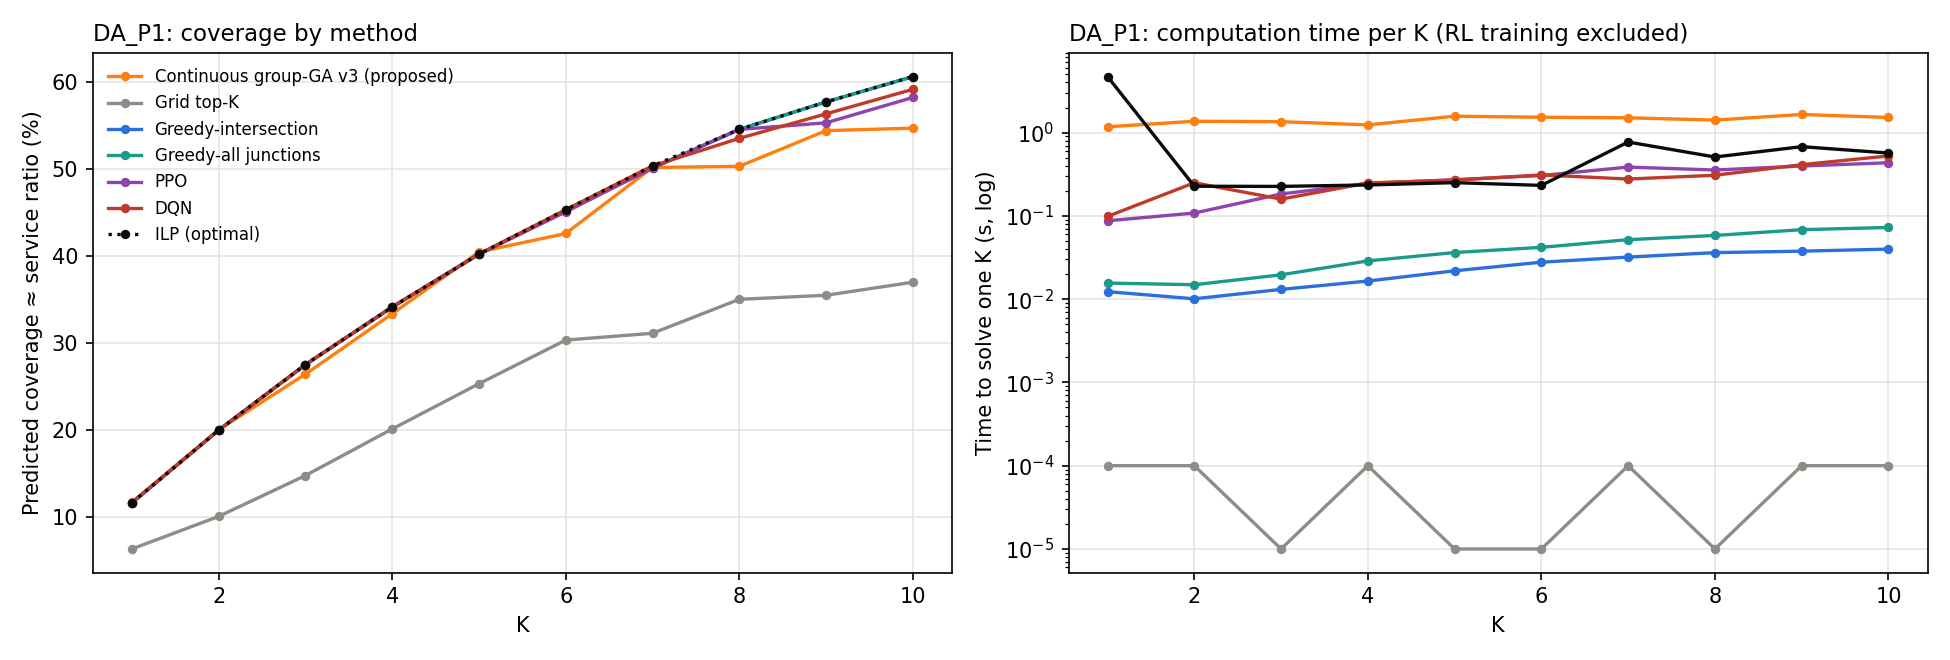 DA_P1: coverage by method
Predicted coverage ≈ service ratio (%)
60
50
40
30
20
10
Continuous group-GA v3 (proposed)
Grid top-K
Greedy-intersection
Greedy-all junctions
PPO
DQN
ILP (optimal)
2 4 6 8 10
K
DA_P1: computation time per K (RL training excluded)
Time to solve one K (s, log)
10⁰
10⁻¹
10⁻²
10⁻³
10⁻⁴
10⁻⁵
2 4 6 8 10
K